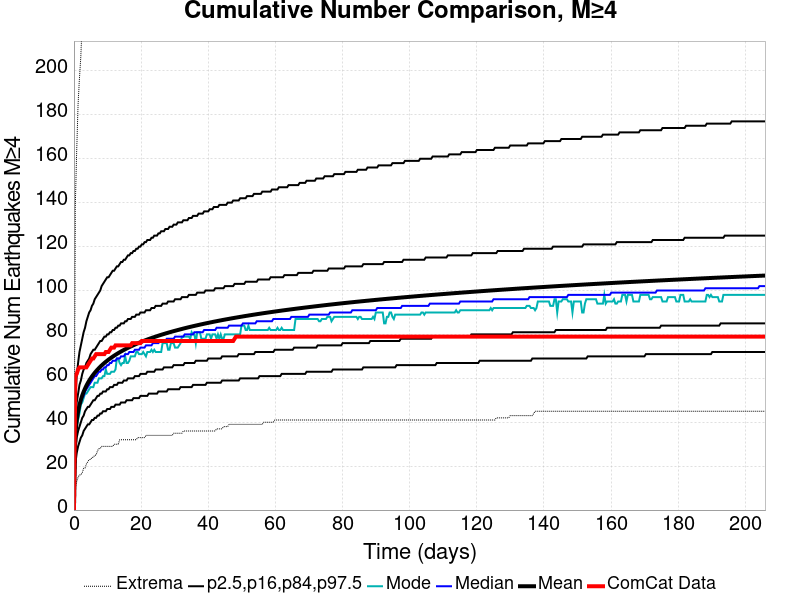 Cumulative Number Comparison, M≥4
Cumulative Num Earthquakes M≥4
200
180
160
140
120
100
80
60
40
20
0
0 20 40 60 80 100 120 140 160 180 200
Time (days)
Extrema p2.5,p16,p84,p97.5 Mode Median Mean ComCat Data